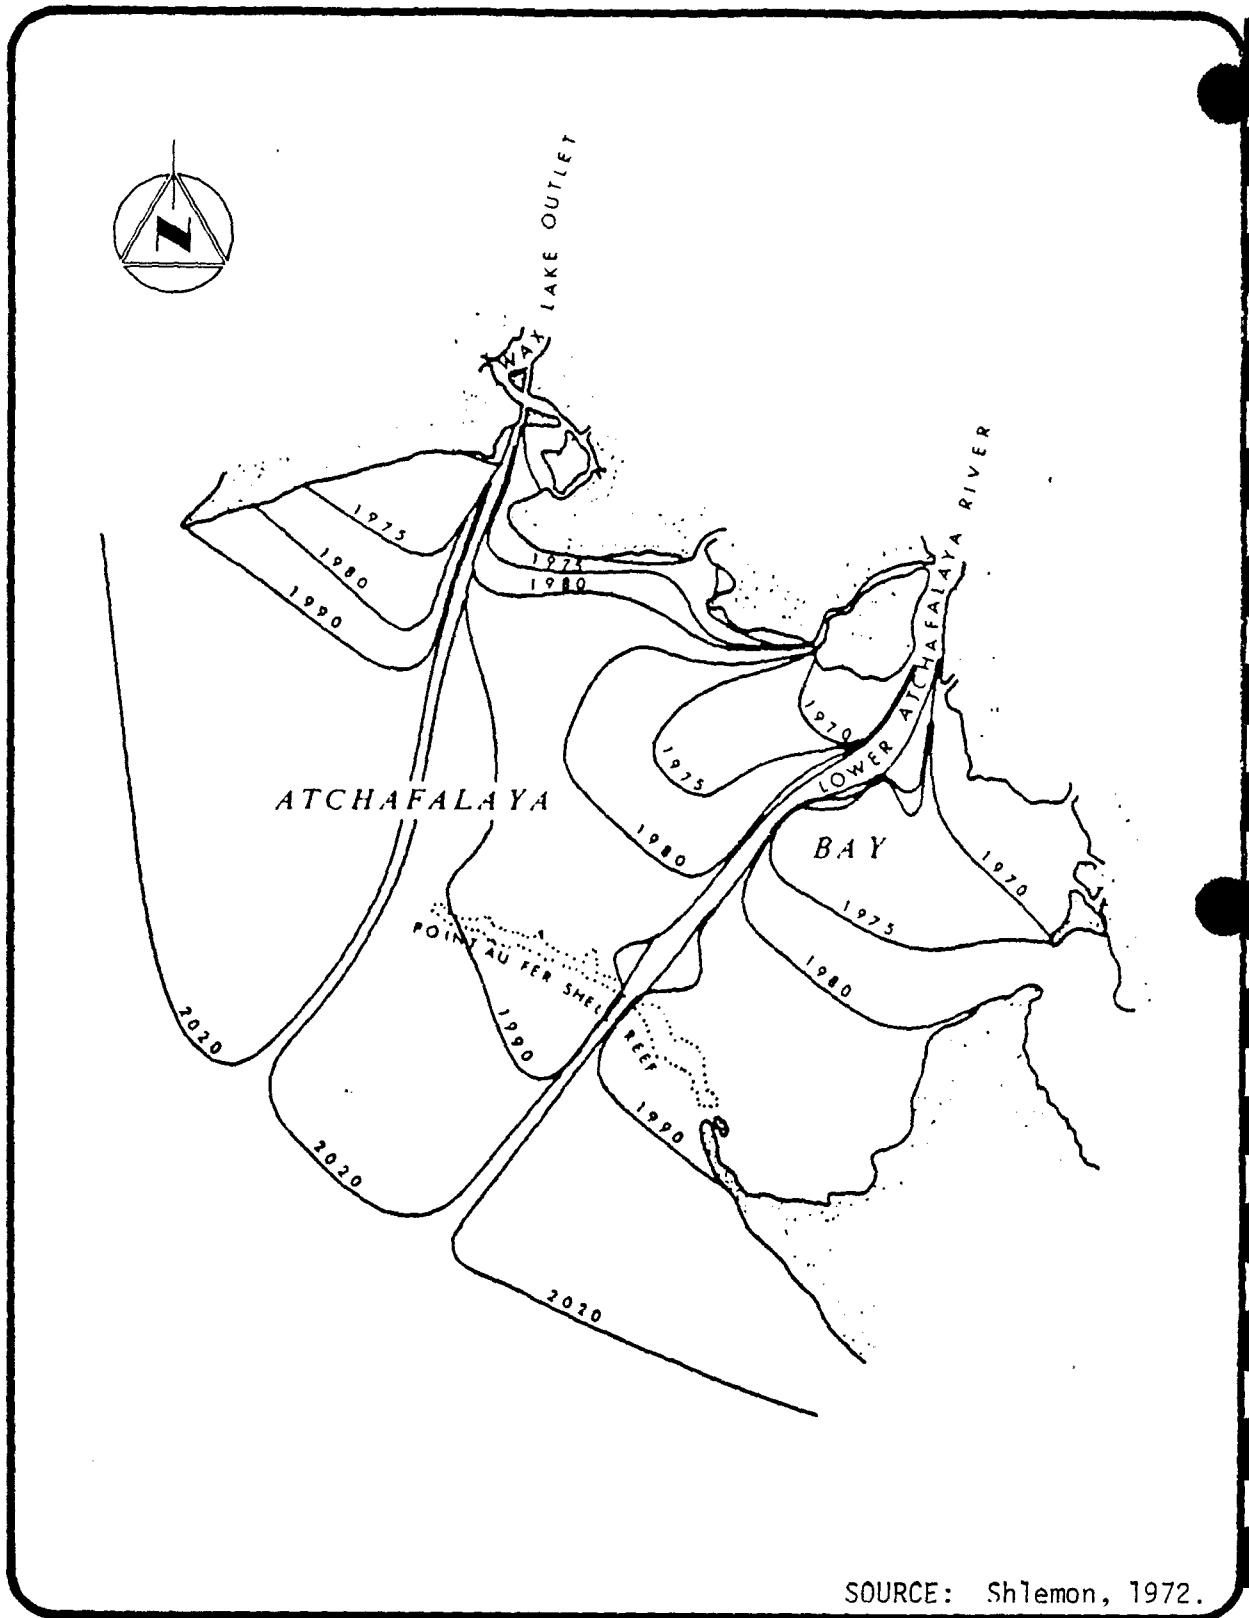 N
WAX LAKE OUTLET
LOWER ATCHAFALAYA RIVER
1975
1980
1990
1975
1980
1970
1975
1980
ATCHAFALAYA
BAY
1970
1975
1980
POINT AU FER SHELL REEF
1990
1990
2020
2020
2020
SOURCE: Shlemon, 1972.